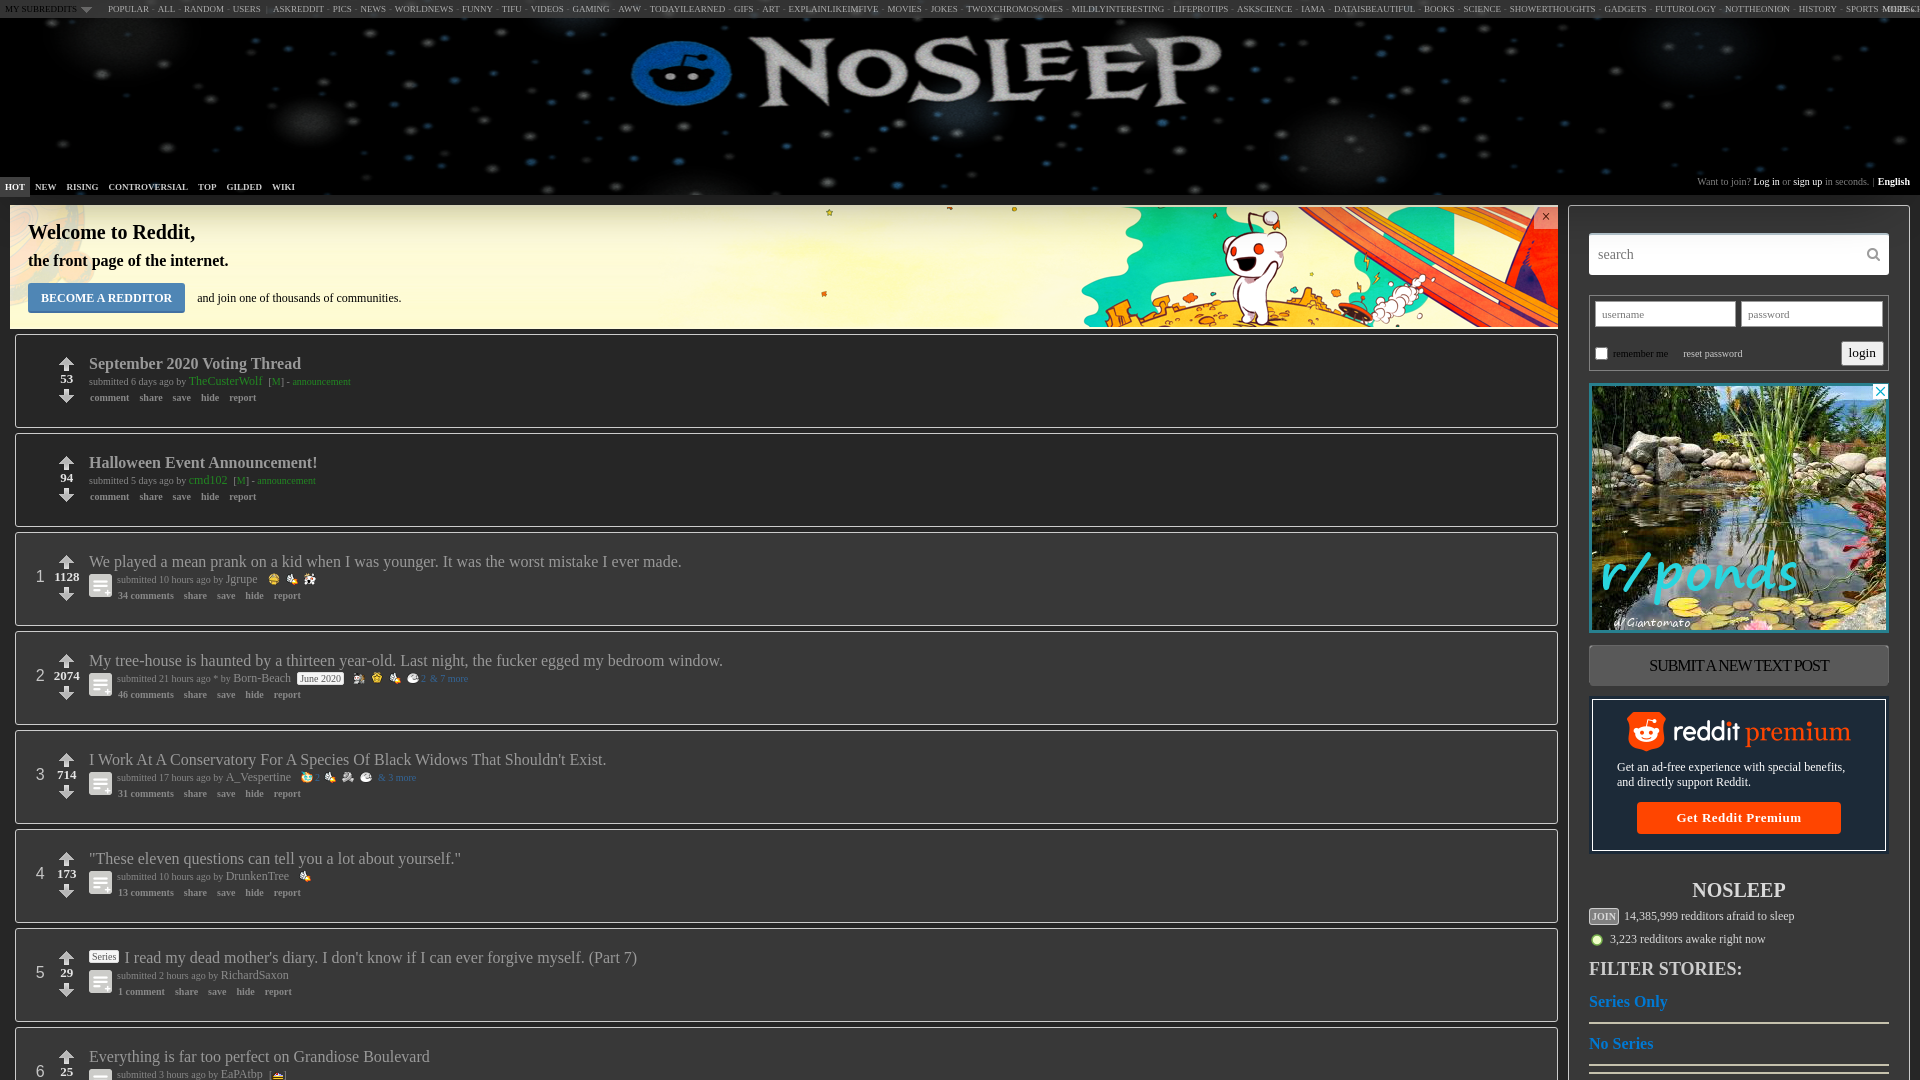 MY SUBREDDITS
POPULAR - ALL - RANDOM - USERS | ASKREDDIT - PICS - NEWS - WORLDNEWS - FUNNY - TIFU - VIDEOS - GAMING - AWW - TODAYILEARNED - GIFS - ART - EXPLAINLIKEIMFIVE - MOVIES - JOKES - TWOXCHROMOSOMES - MILDLYINTERESTING - LIFEPROTIPS - ASKSCIENCE - IAMA - DATAISBEAUTIFUL - BOOKS - SCIENCE - SHOWERTHOUGHTS - GADGETS - FUTUROLOGY - NOTTHEONION - HISTORY - SPORTS
NOSLEEP
HOT NEW RISING CONTROVERSIAL TOP GILDED WIKI
Want to join? Log in or sign up in seconds. | English
Welcome to Reddit,
the front page of the internet.
BECOME A REDDITOR and join one of thousands of communities.
×
September 2020 Voting Thread
53
submitted 6 days ago by TheCusterWolf [M] - announcement
comment share save hide report
Halloween Event Announcement!
94
submitted 5 days ago by cmd102 [M] - announcement
comment share save hide report
1
1128
We played a mean prank on a kid when I was younger. It was the worst mistake I ever made.
submitted 10 hours ago by Jgrupe
34 comments share save hide report
2
2074
My tree-house is haunted by a thirteen year-old. Last night, the fucker egged my bedroom window.
submitted 21 hours ago * by Born-Beach June 2020 2 & 7 more
46 comments share save hide report
3
714
I Work At A Conservatory For A Species Of Black Widows That Shouldn't Exist.
submitted 17 hours ago by A_Vespertine 2 & 3 more
31 comments share save hide report
4
173
"These eleven questions can tell you a lot about yourself."
submitted 10 hours ago by DrunkenTree
13 comments share save hide report
5
29
Series I read my dead mother's diary. I don't know if I can ever forgive myself. (Part 7)
submitted 2 hours ago by RichardSaxon
1 comment share save hide report
6
25
Everything is far too perfect on Grandiose Boulevard
submitted 3 hours ago by EaPAtbp [ ]
search
username password
remember me reset password login
r/ponds
u/Giantomato
SUBMIT A NEW TEXT POST
reddit premium
Get an ad-free experience with special benefits,
and directly support Reddit.
Get Reddit Premium
NOSLEEP
JOIN 14,385,999 redditors afraid to sleep
3,223 redditors awake right now
FILTER STORIES:
Series Only
No Series